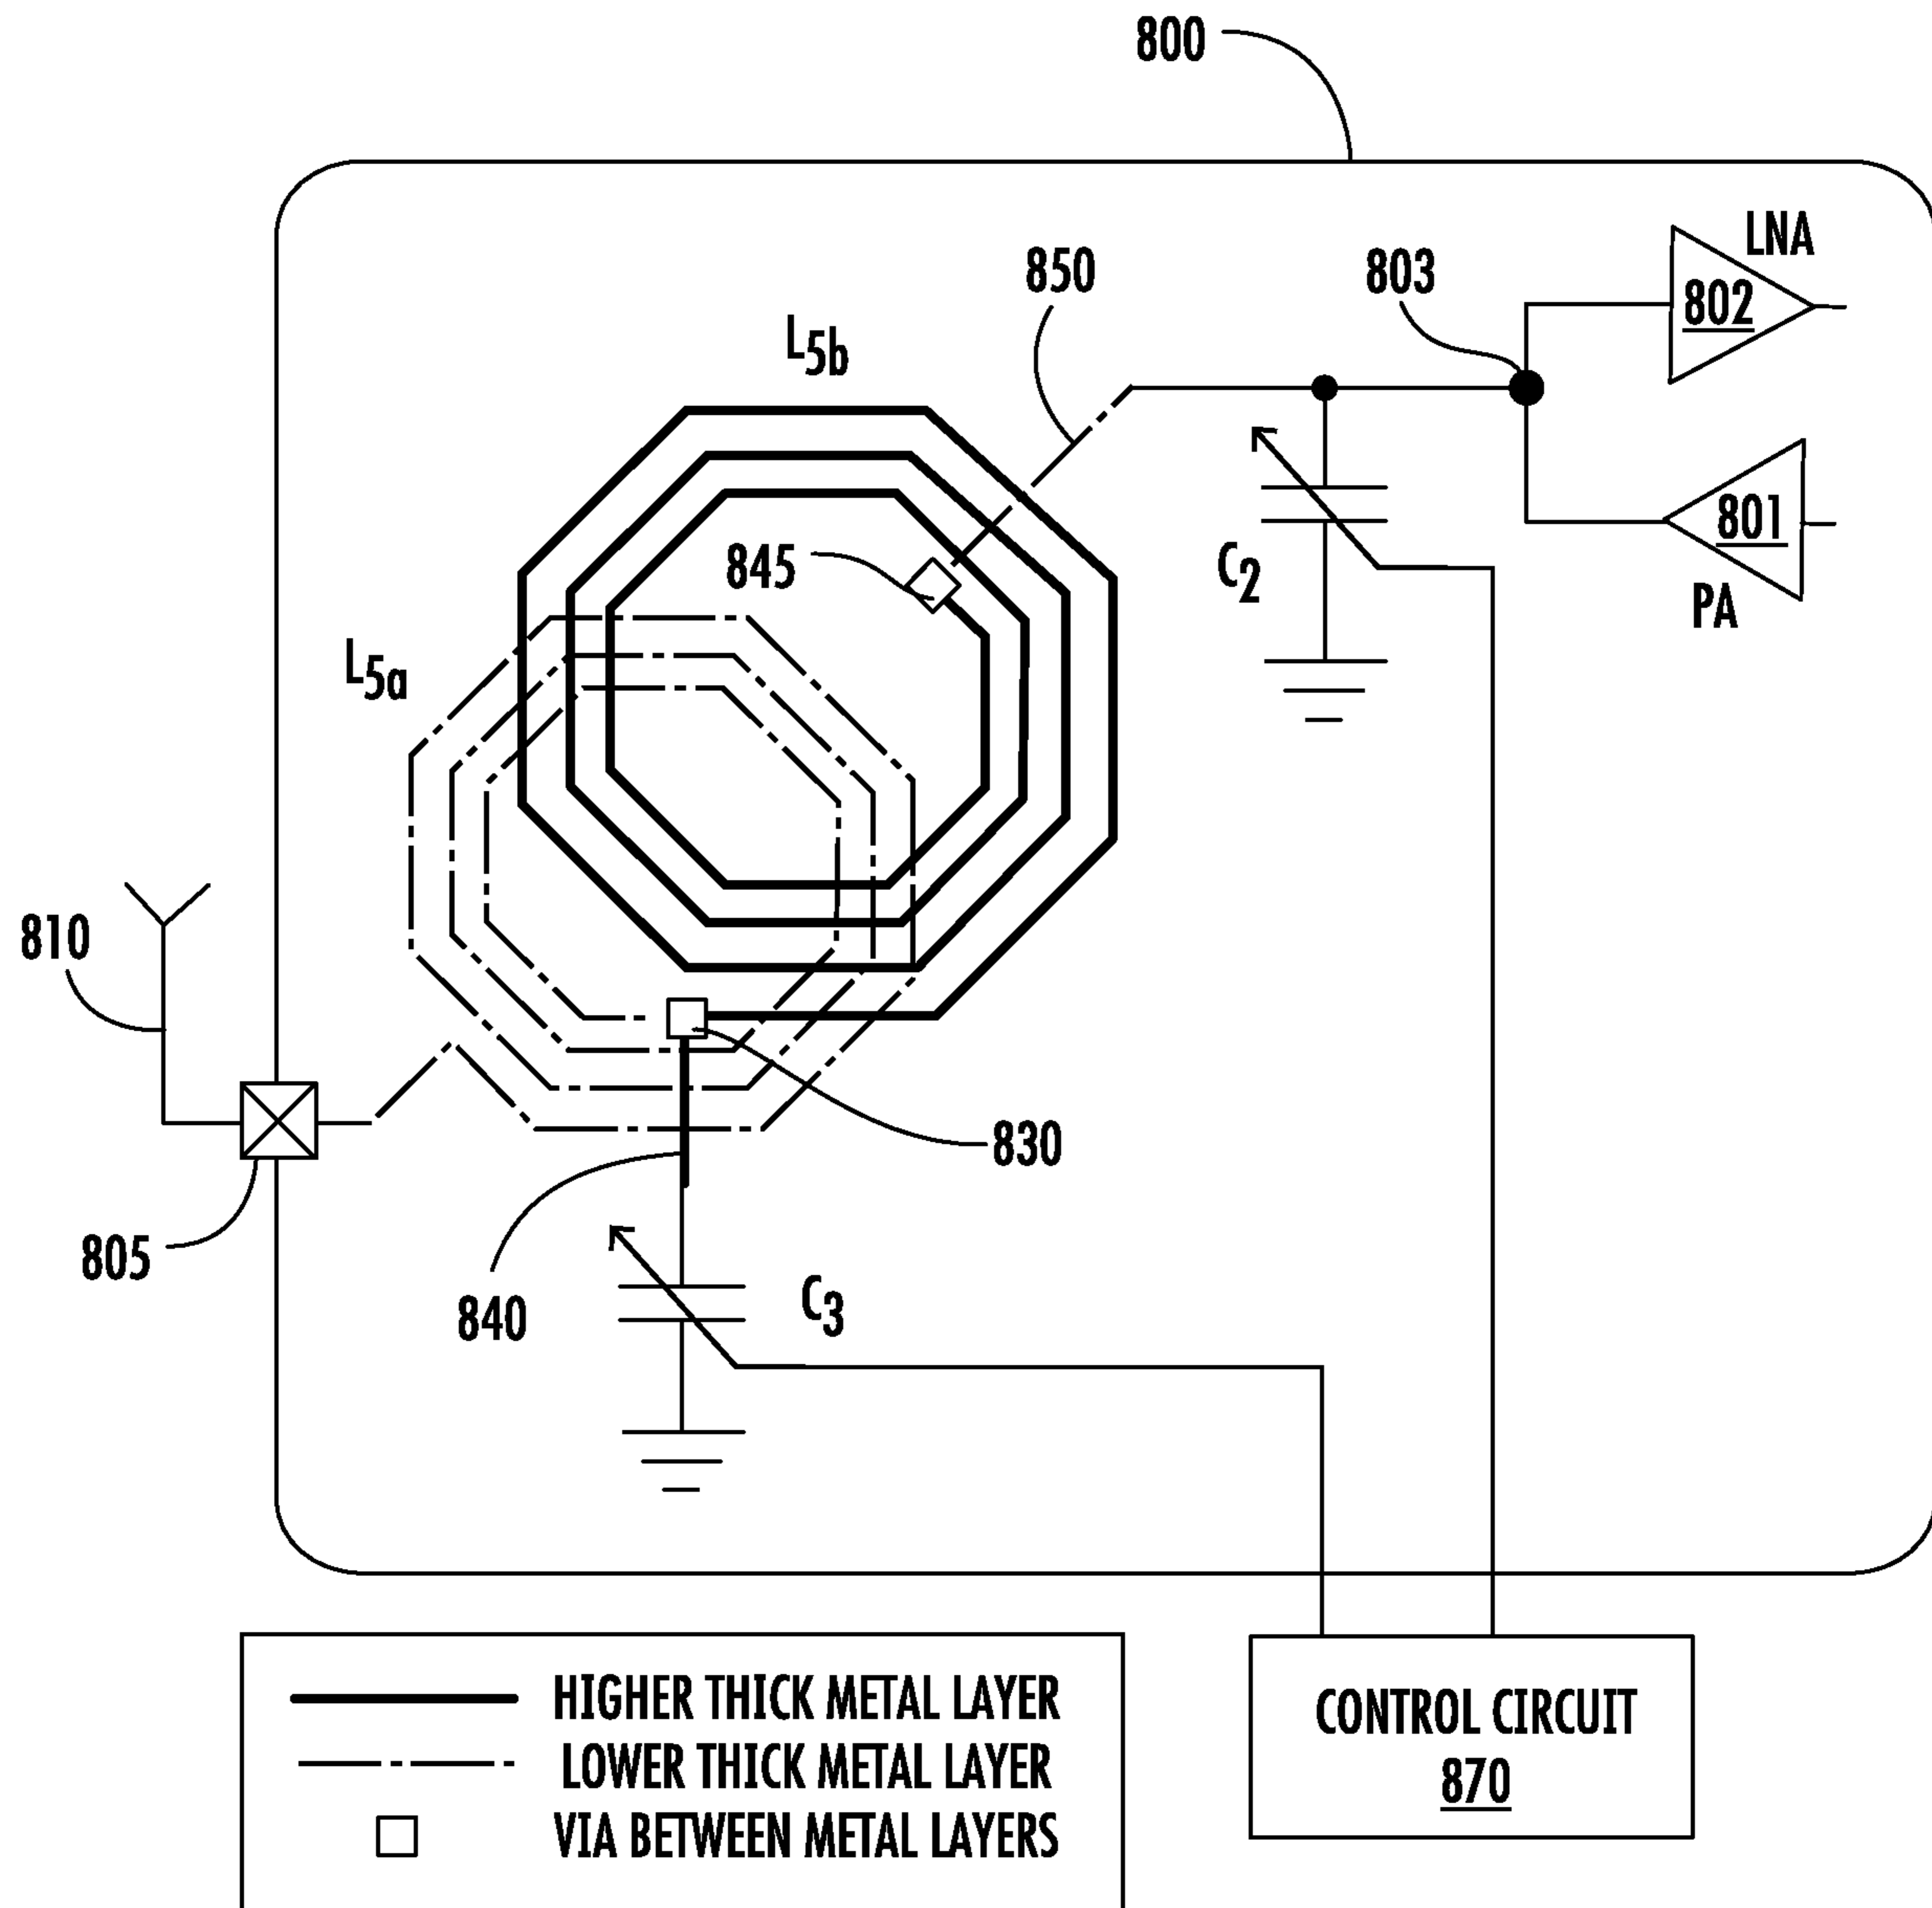 800
LNA
802
803
850
L5b
845
801
C2
PA
L5a
810
830
805
840
C3
HIGHER THICK METAL LAYER
LOWER THICK METAL LAYER
VIA BETWEEN METAL LAYERS
CONTROL CIRCUIT
870